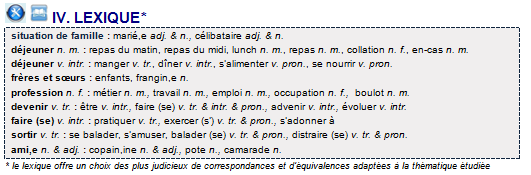 IV. LEXIQUE*
situation de famille : marié,e adj. & n., célibataire adj. & n.
déjeuner n. m. : repas du matin, repas du midi, lunch n. m., repas n. m., collation n. f., en-cas n. m.
déjeuner v. intr. : manger v. tr., dîner v. intr., s'alimenter v. pron., se nourrir v. pron.
frères et sœurs : enfants, frangin,e n.
profession n. f. : métier n. m., travail n. m., emploi n. m., occupation n. f., boulot n. m.
devenir v. tr. : être v. intr., faire (se) v. tr. & intr. & pron., advenir v. intr., évoluer v. intr.
faire (se) v. intr. : pratiquer v. tr., exercer (s') v. tr. & pron., s'adonner à
sortir v. tr. : se balader, s'amuser, balader (se) v. tr. & pron., distraire (se) v. tr. & pron.
ami,e n. & adj. : copain,ine n. & adj., pote n., camarade n.
* le lexique offre un choix des plus judicieux de correspondances et d'équivalences adaptées à la thématique étudiée